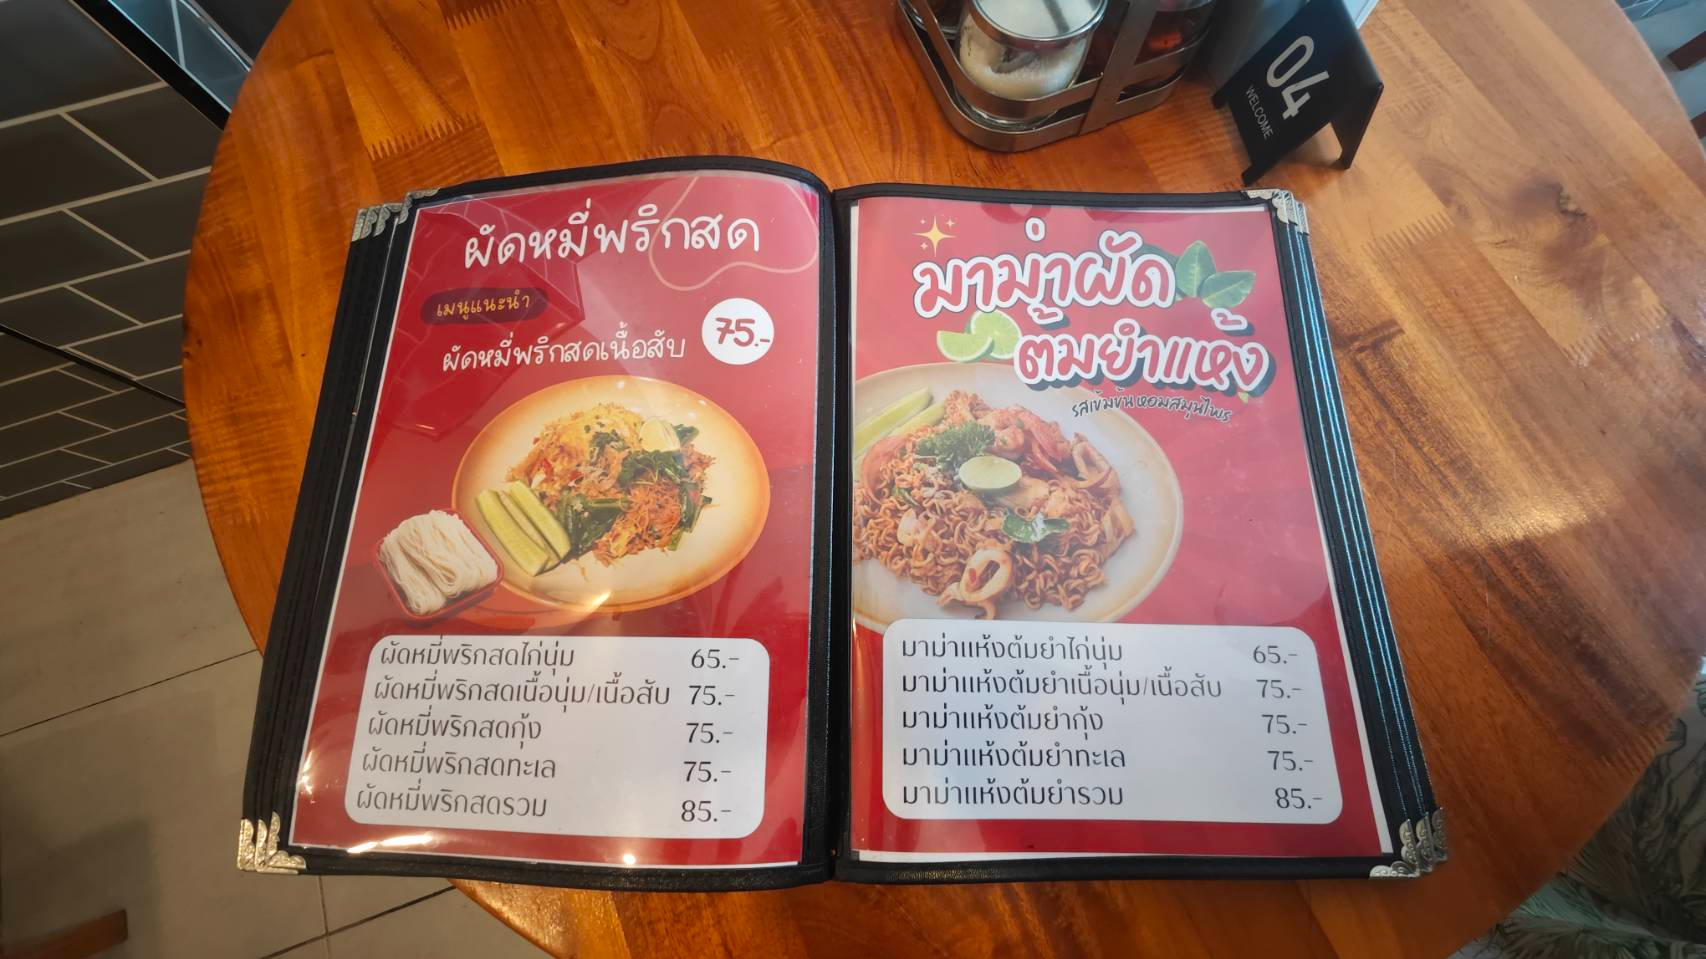 ผัดหมี่พริกสด
เมนูแนะนำ
ผัดหมี่พริกสดเนื้อสับ 75.-
ผัดหมี่พริกสดไก่นุ่ม 65.-
ผัดหมี่พริกสดเนื้อนุ่ม/เนื้อสับ 75.-
ผัดหมี่พริกสดกุ้ง 75.-
ผัดหมี่พริกสดทะเล 75.-
ผัดหมี่พริกสดรวม 85.-
มาม่าผัด
ต้มยำแห้ง
รสเข้มข้น หอมสมุนไพร
มาม่าแห้งต้มยำไก่นุ่ม 65.-
มาม่าแห้งต้มยำเนื้อนุ่ม/เนื้อสับ 75.-
มาม่าแห้งต้มยำกุ้ง 75.-
มาม่าแห้งต้มยำทะเล 75.-
มาม่าแห้งต้มยำรวม 85.-
04
WELCOME